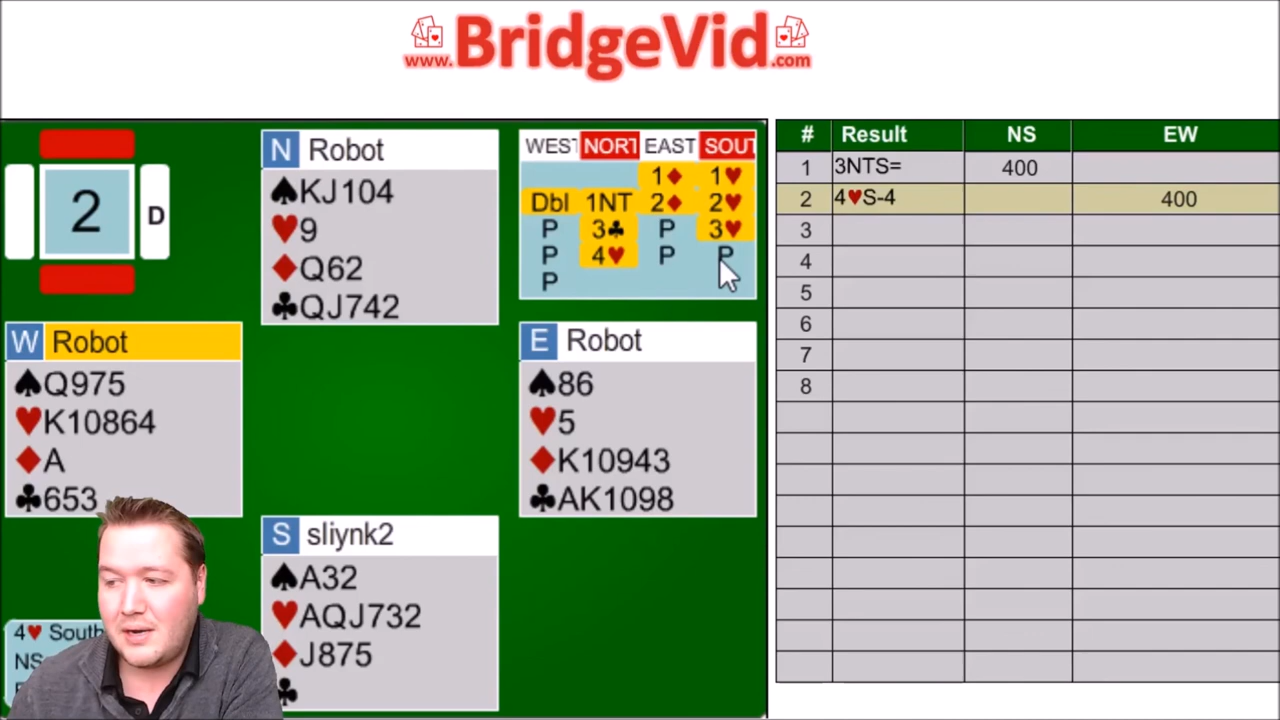 www.BridgeVid.com
2
D
N Robot
♠KJ104
♥9
♦Q62
♣QJ742
WEST NORT EAST SOUT
1♦ 1♥
Dbl 1NT 2♦ 2♥
P 3♣ P 3♥
P 4♥ P P
P
W Robot
♠Q975
♥K10864
♦A
♣653
E Robot
♠86
♥5
♦K10943
♣AK1098
S sliynk2
♠A32
♥AQJ732
♦J875
♣
4♥ South
NS
# Result NS EW
1 3NTS= 400
2 4♥S-4 400
3
4
5
6
7
8